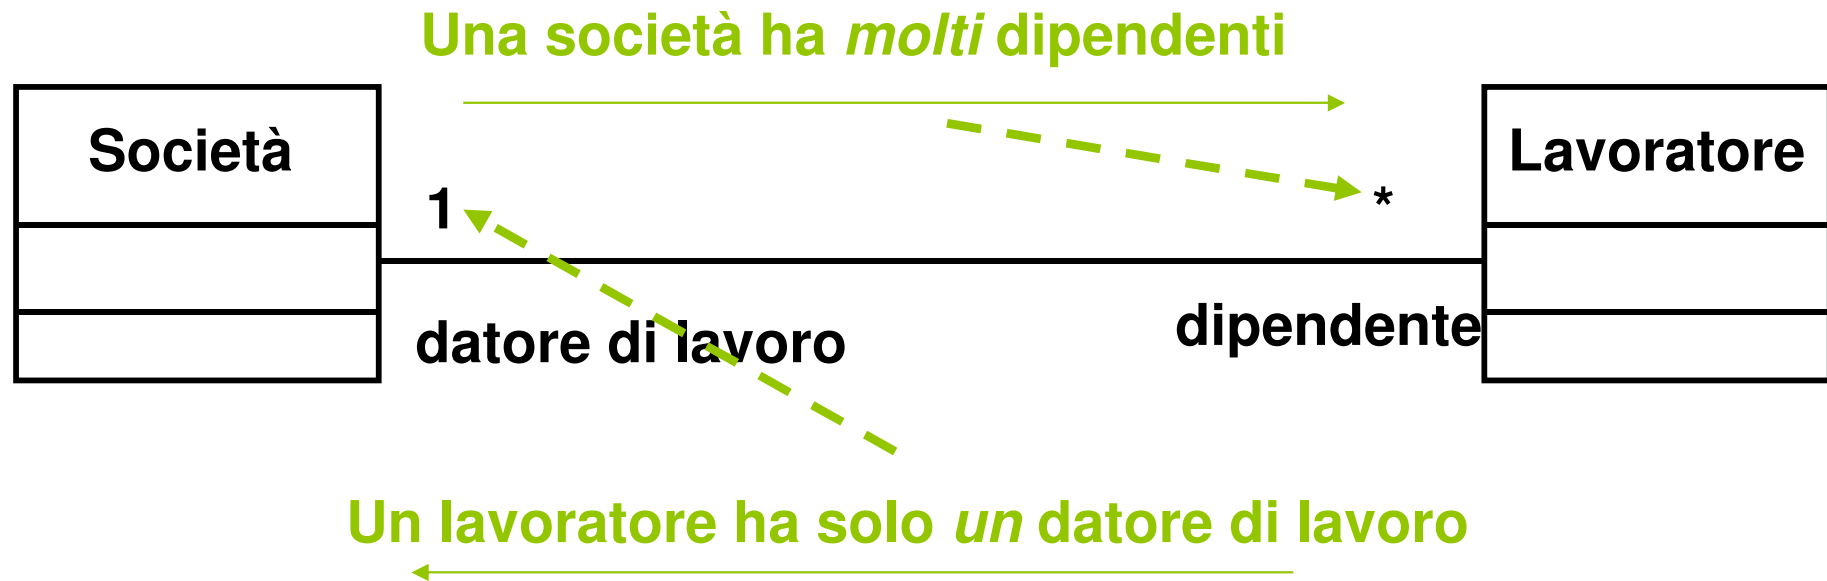 Una società ha molti dipendenti
Società
Lavoratore
1
*
datore di lavoro
dipendente
Un lavoratore ha solo un datore di lavoro